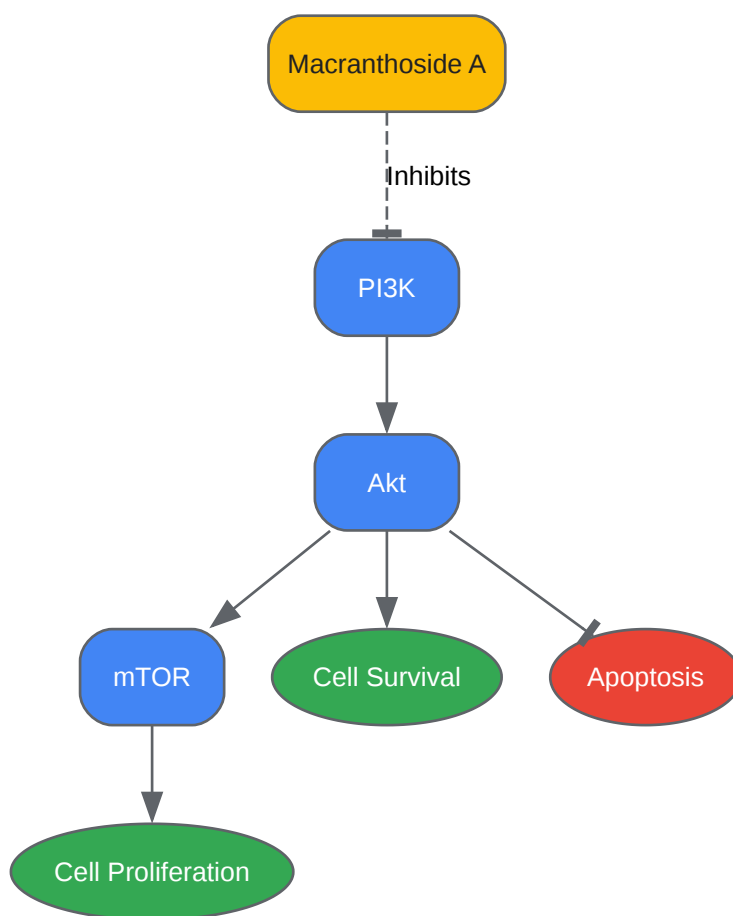 Macranthoside A
Inhibits
PI3K
Akt
mTOR
Cell Survival
Apoptosis
Cell Proliferation